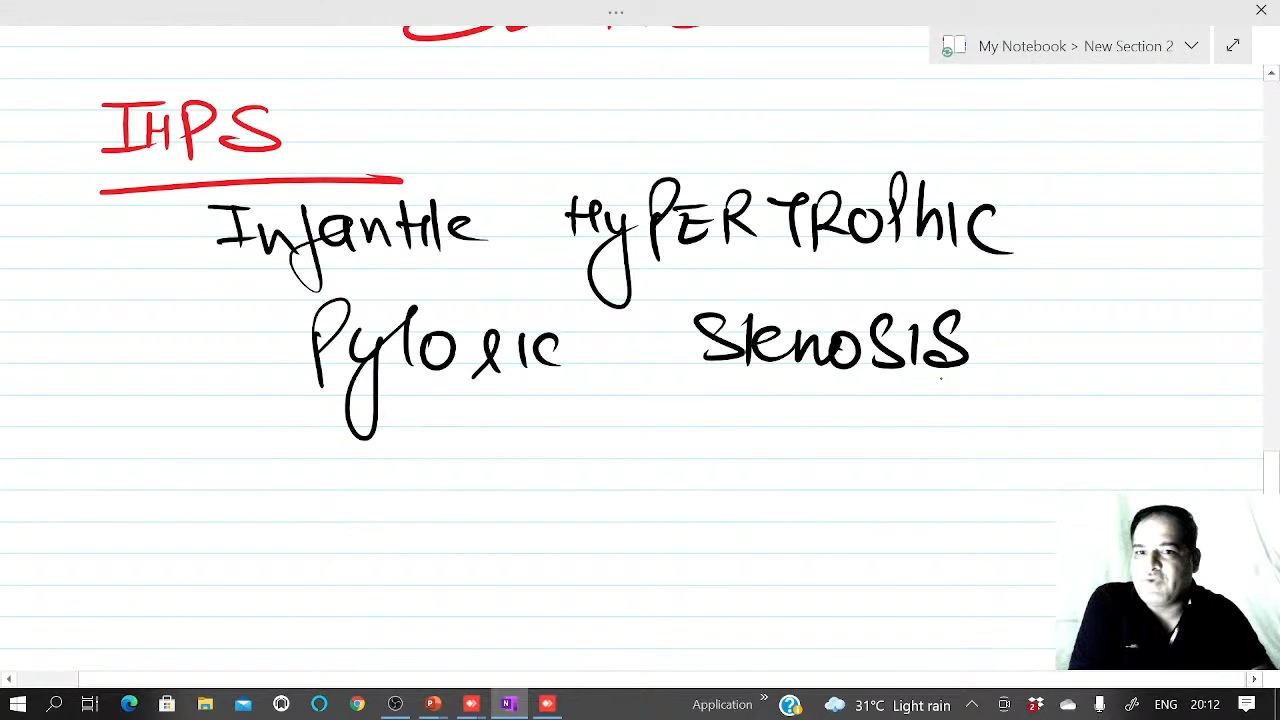 My Notebook > New Section 2
IHPS
Infantile HyPERTROPhIC
Pyloric StenoSIS
Application
31°C Light rain
ENG
20:12